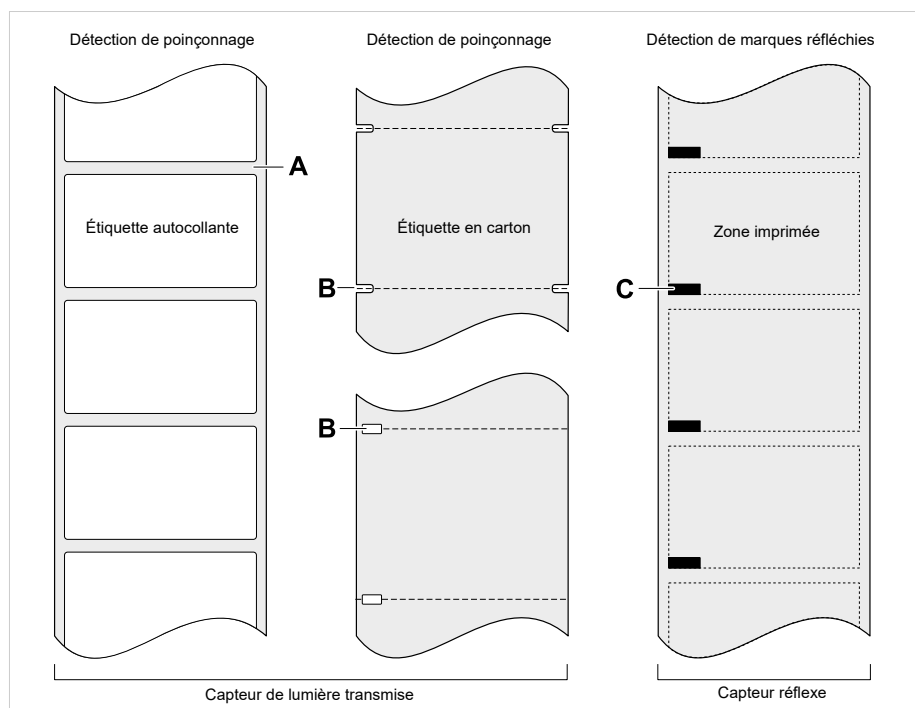 Détection de poinçonnage
Détection de poinçonnage
Détection de marques réfléchies
A
Étiquette autocollante
Étiquette en carton
Zone imprimée
B
C
B
Capteur de lumière transmise
Capteur réflexe